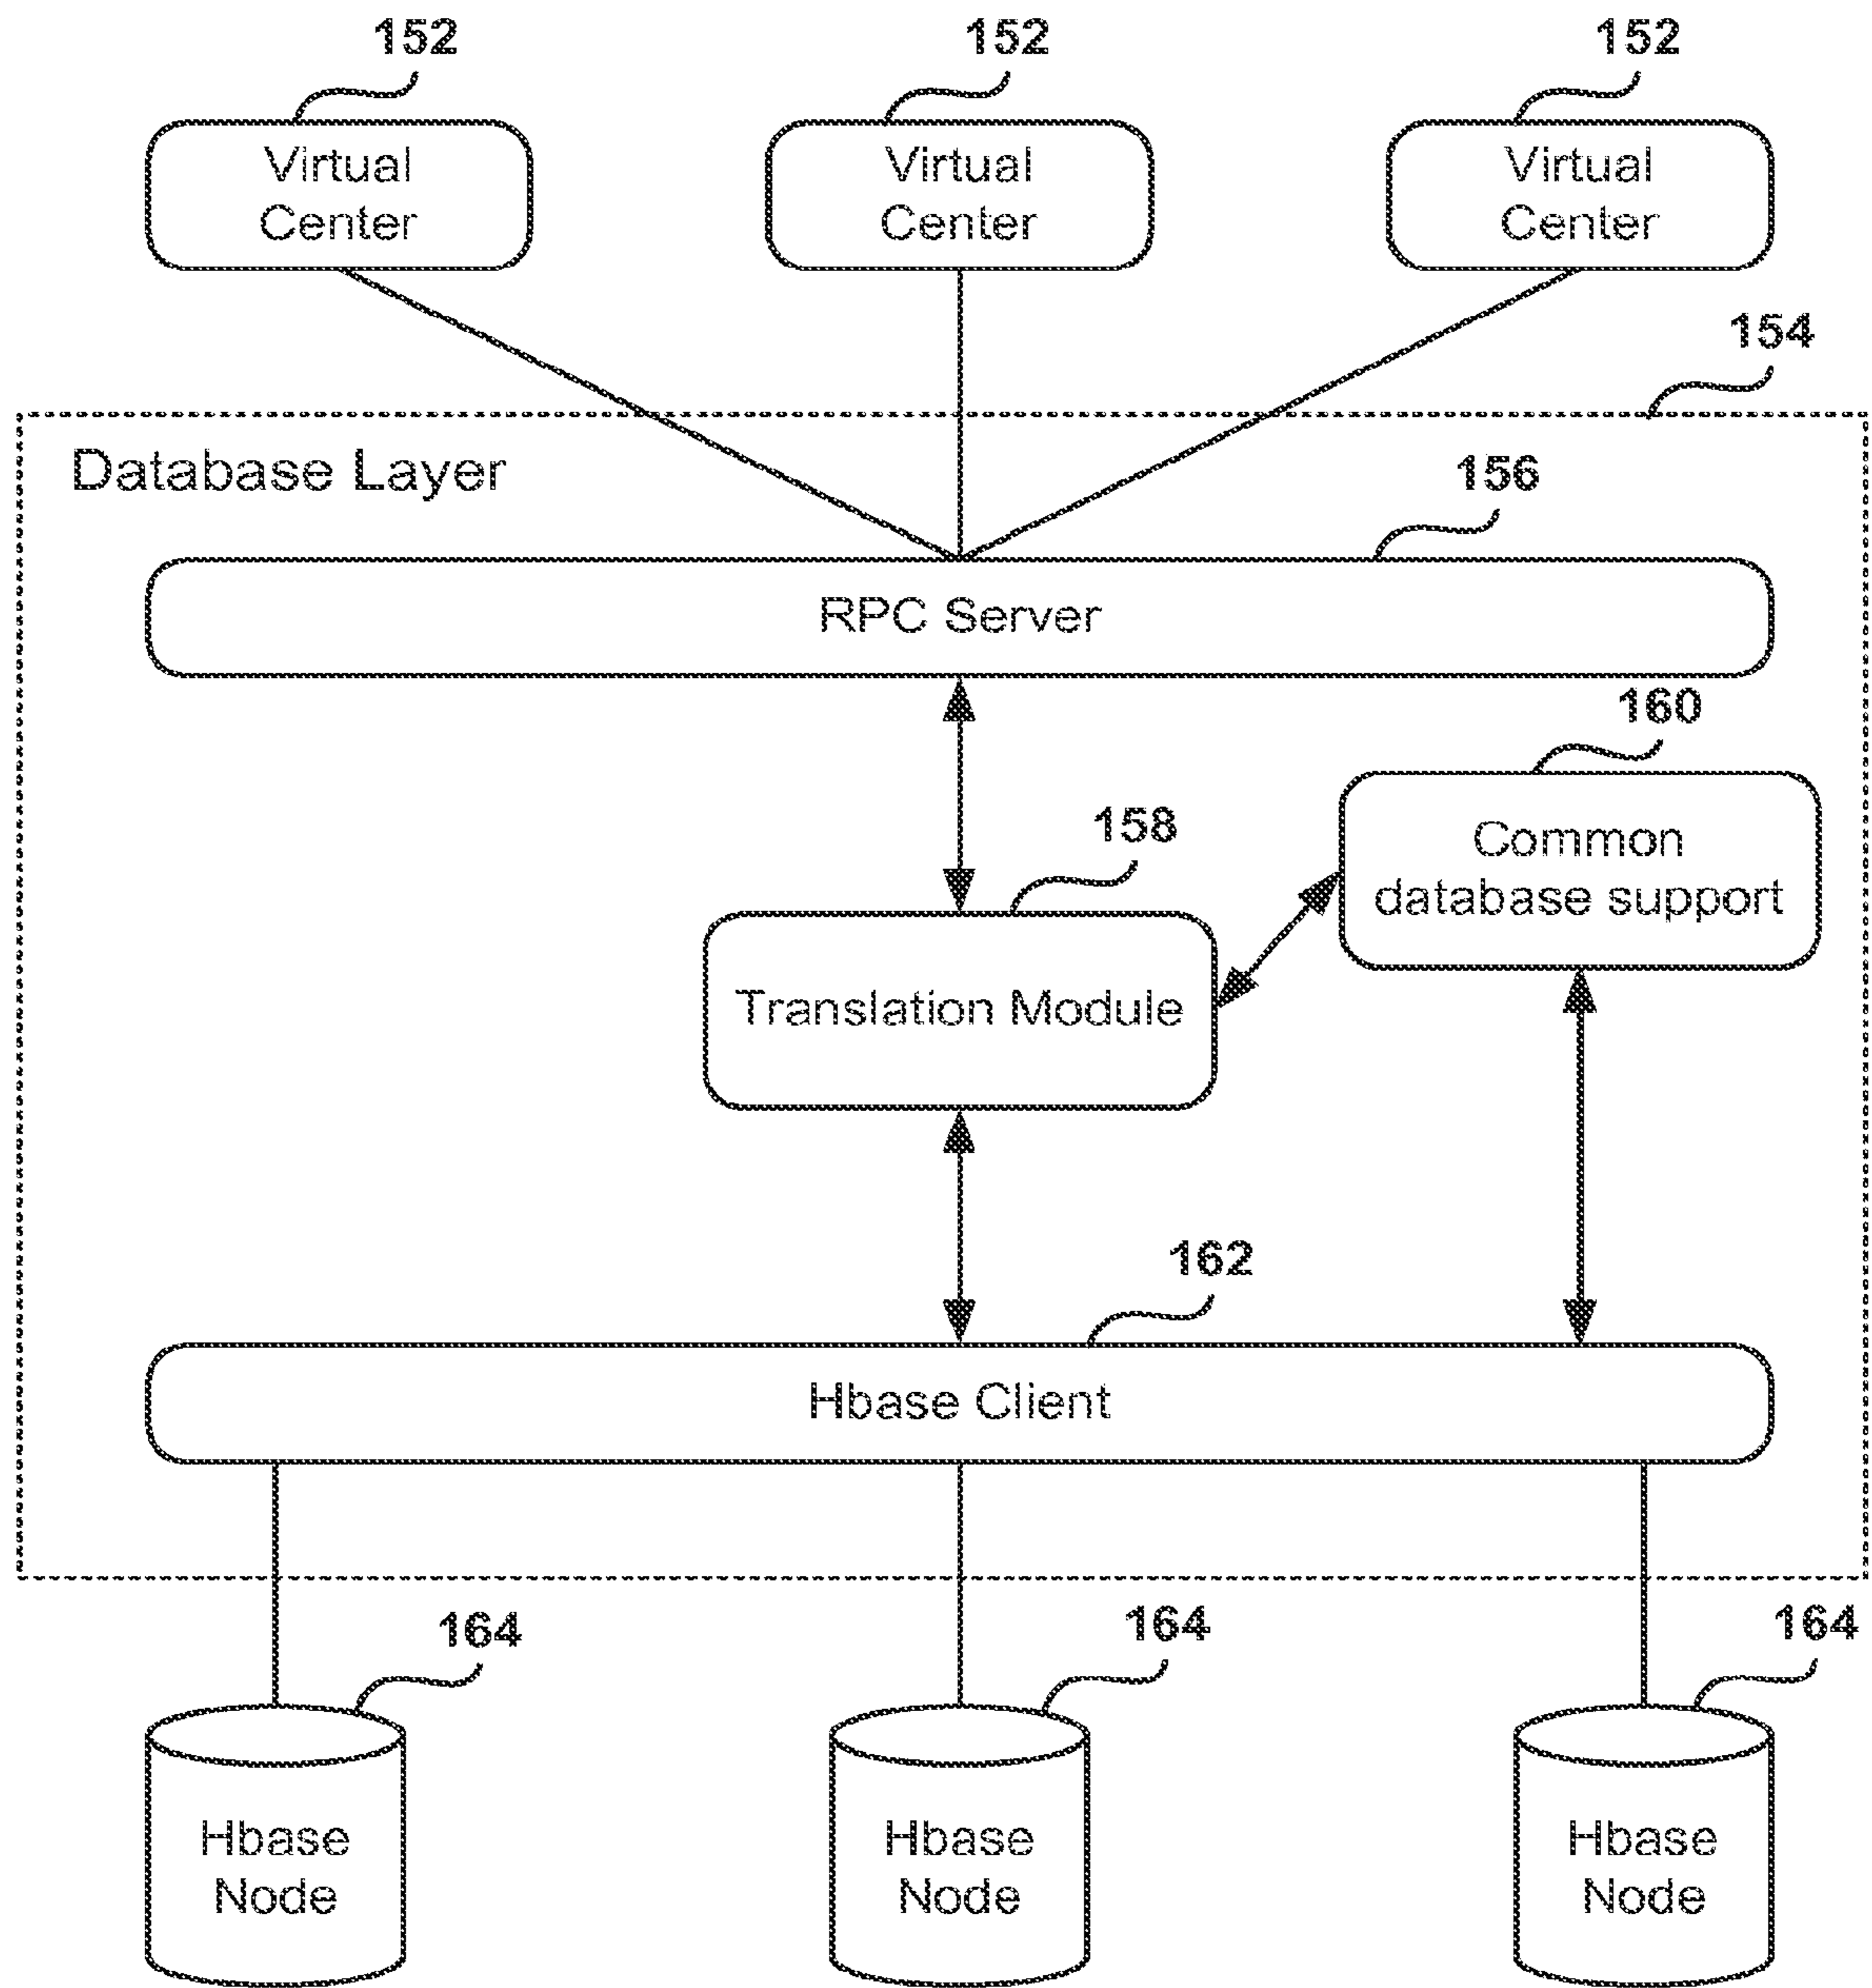 152
152
152
Virtual
Center
Virtual
Center
Virtual
Center
154
Database Layer
156
RPC Server
160
Common
database support
158
Translation Module
162
Hbase Client
164
164
164
Hbase
Node
Hbase
Node
Hbase
Node